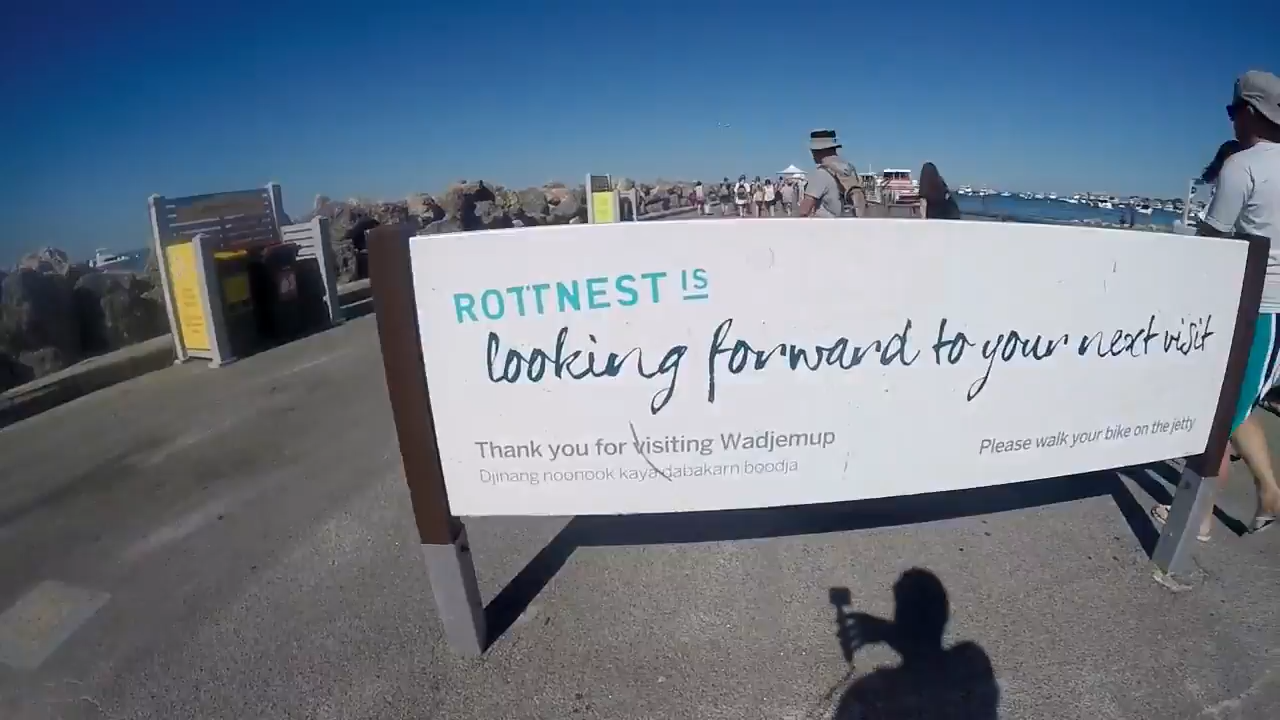 ROTTNEST IS
looking forward to your next visit
Thank you for visiting Wadjemup
Djinang noonook kaya dabakarn boodja
Please walk your bike on the jetty